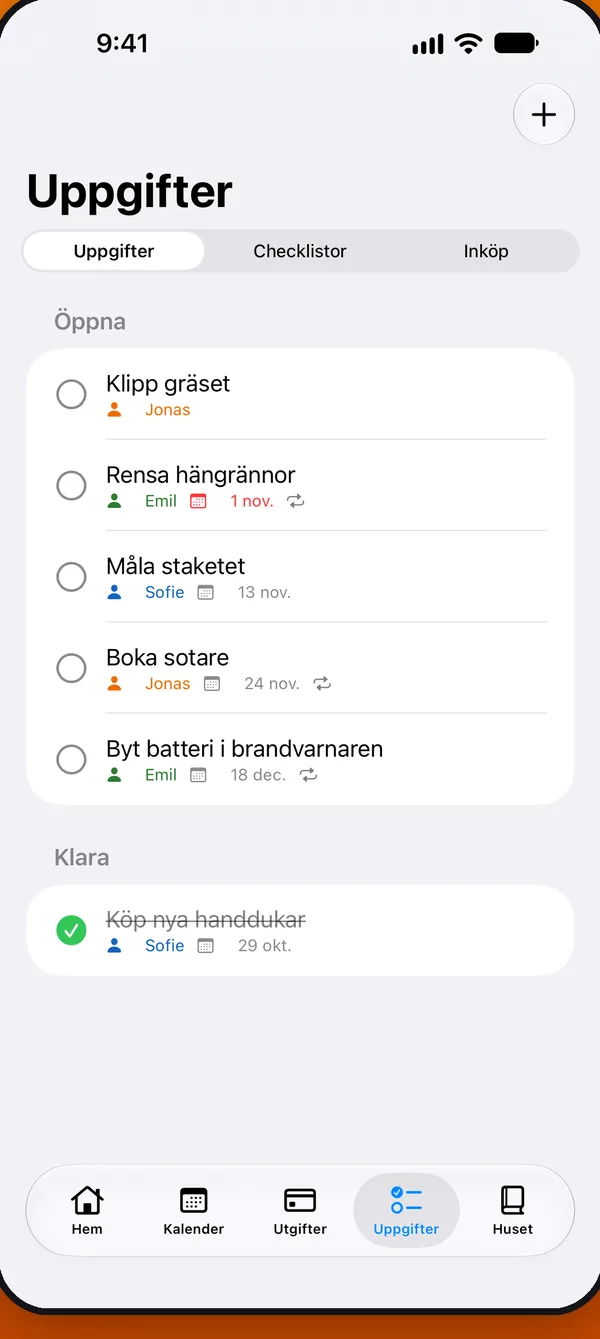 9:41
Uppgifter
Uppgifter Checklistor Inköp
Öppna
Klipp gräset
Jonas
Rensa hängrännor
Emil 1 nov.
Måla staketet
Sofie 13 nov.
Boka sotare
Jonas 24 nov.
Byt batteri i brandvarnaren
Emil 18 dec.
Klara
Köp nya handdukar
Sofie 29 okt.
Hem Kalender Utgifter Uppgifter Huset